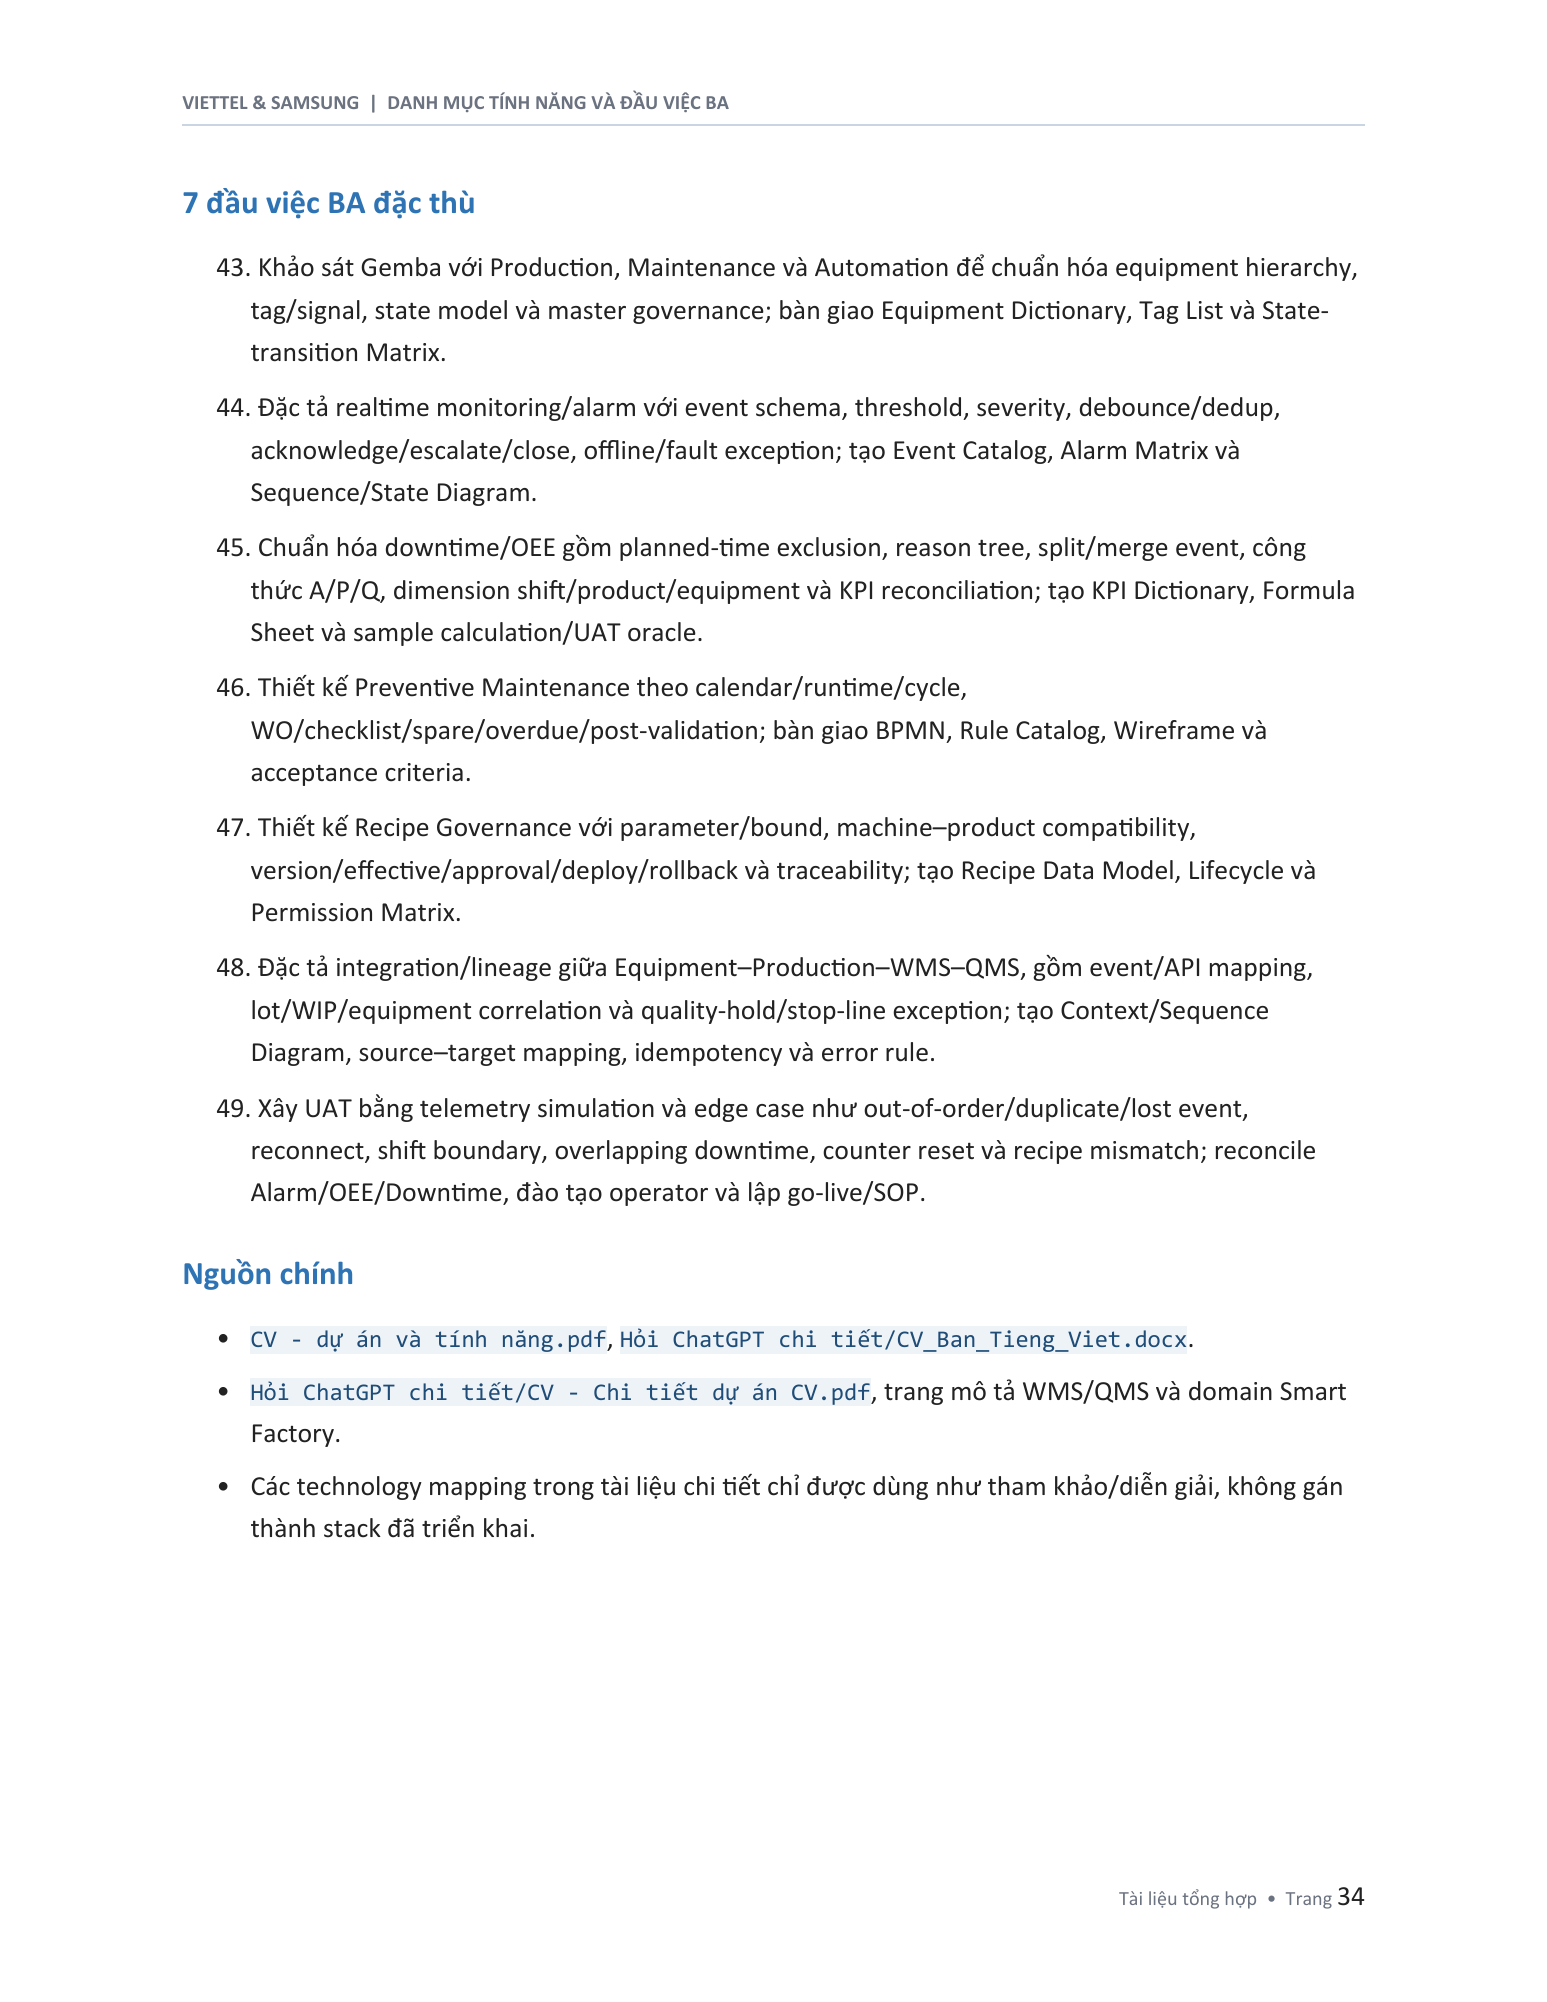 VIETTEL & SAMSUNG | DANH MỤC TÍNH NĂNG VÀ ĐẦU VIỆC BA
7 đầu việc BA đặc thù
43. Khảo sát Gemba với Production, Maintenance và Automation để chuẩn hóa equipment hierarchy,
tag/signal, state model và master governance; bàn giao Equipment Dictionary, Tag List và State-
transition Matrix.
44. Đặc tả realtime monitoring/alarm với event schema, threshold, severity, debounce/dedup,
acknowledge/escalate/close, offline/fault exception; tạo Event Catalog, Alarm Matrix và
Sequence/State Diagram.
45. Chuẩn hóa downtime/OEE gồm planned-time exclusion, reason tree, split/merge event, công
thức A/P/Q, dimension shift/product/equipment và KPI reconciliation; tạo KPI Dictionary, Formula
Sheet và sample calculation/UAT oracle.
46. Thiết kế Preventive Maintenance theo calendar/runtime/cycle,
WO/checklist/spare/overdue/post-validation; bàn giao BPMN, Rule Catalog, Wireframe và
acceptance criteria.
47. Thiết kế Recipe Governance với parameter/bound, machine–product compatibility,
version/effective/approval/deploy/rollback và traceability; tạo Recipe Data Model, Lifecycle và
Permission Matrix.
48. Đặc tả integration/lineage giữa Equipment–Production–WMS–QMS, gồm event/API mapping,
lot/WIP/equipment correlation và quality-hold/stop-line exception; tạo Context/Sequence
Diagram, source–target mapping, idempotency và error rule.
49. Xây UAT bằng telemetry simulation và edge case như out-of-order/duplicate/lost event,
reconnect, shift boundary, overlapping downtime, counter reset và recipe mismatch; reconcile
Alarm/OEE/Downtime, đào tạo operator và lập go-live/SOP.
Nguồn chính
• CV - dự án và tính năng.pdf, Hỏi ChatGPT chi tiết/CV_Ban_Tieng_Viet.docx.
• Hỏi ChatGPT chi tiết/CV - Chi tiết dự án CV.pdf, trang mô tả WMS/QMS và domain Smart
Factory.
• Các technology mapping trong tài liệu chi tiết chỉ được dùng như tham khảo/diễn giải, không gán
thành stack đã triển khai.
Tài liệu tổng hợp • Trang 34